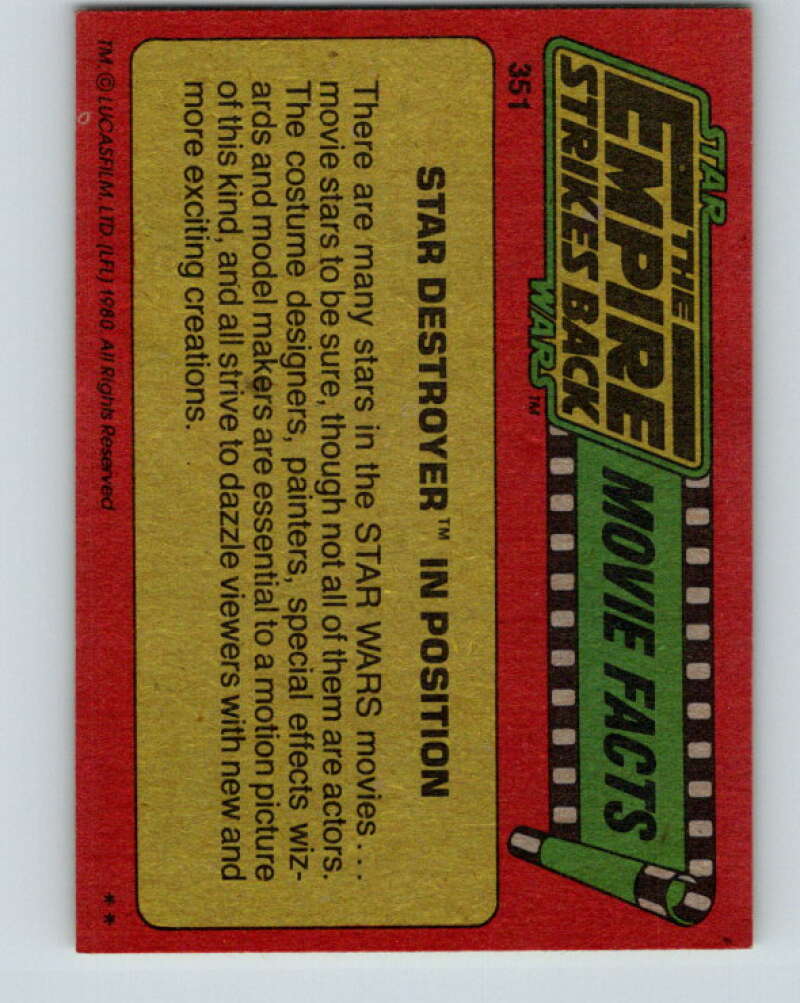 STAR
THE
EMPIRE
STRIKES BACK
WARS™
MOVIE FACTS
351
STAR DESTROYER™ IN POSITION
There are many stars in the STAR WARS movies...
movie stars to be sure, though not all of them are actors.
The costume designers, painters, special effects wiz-
ards and model makers are essential to a motion picture
of this kind, and all strive to dazzle viewers with new and
more exciting creations.
TM, © LUCASFILM, LTD. (LFL) 1980. All Rights Reserved
**